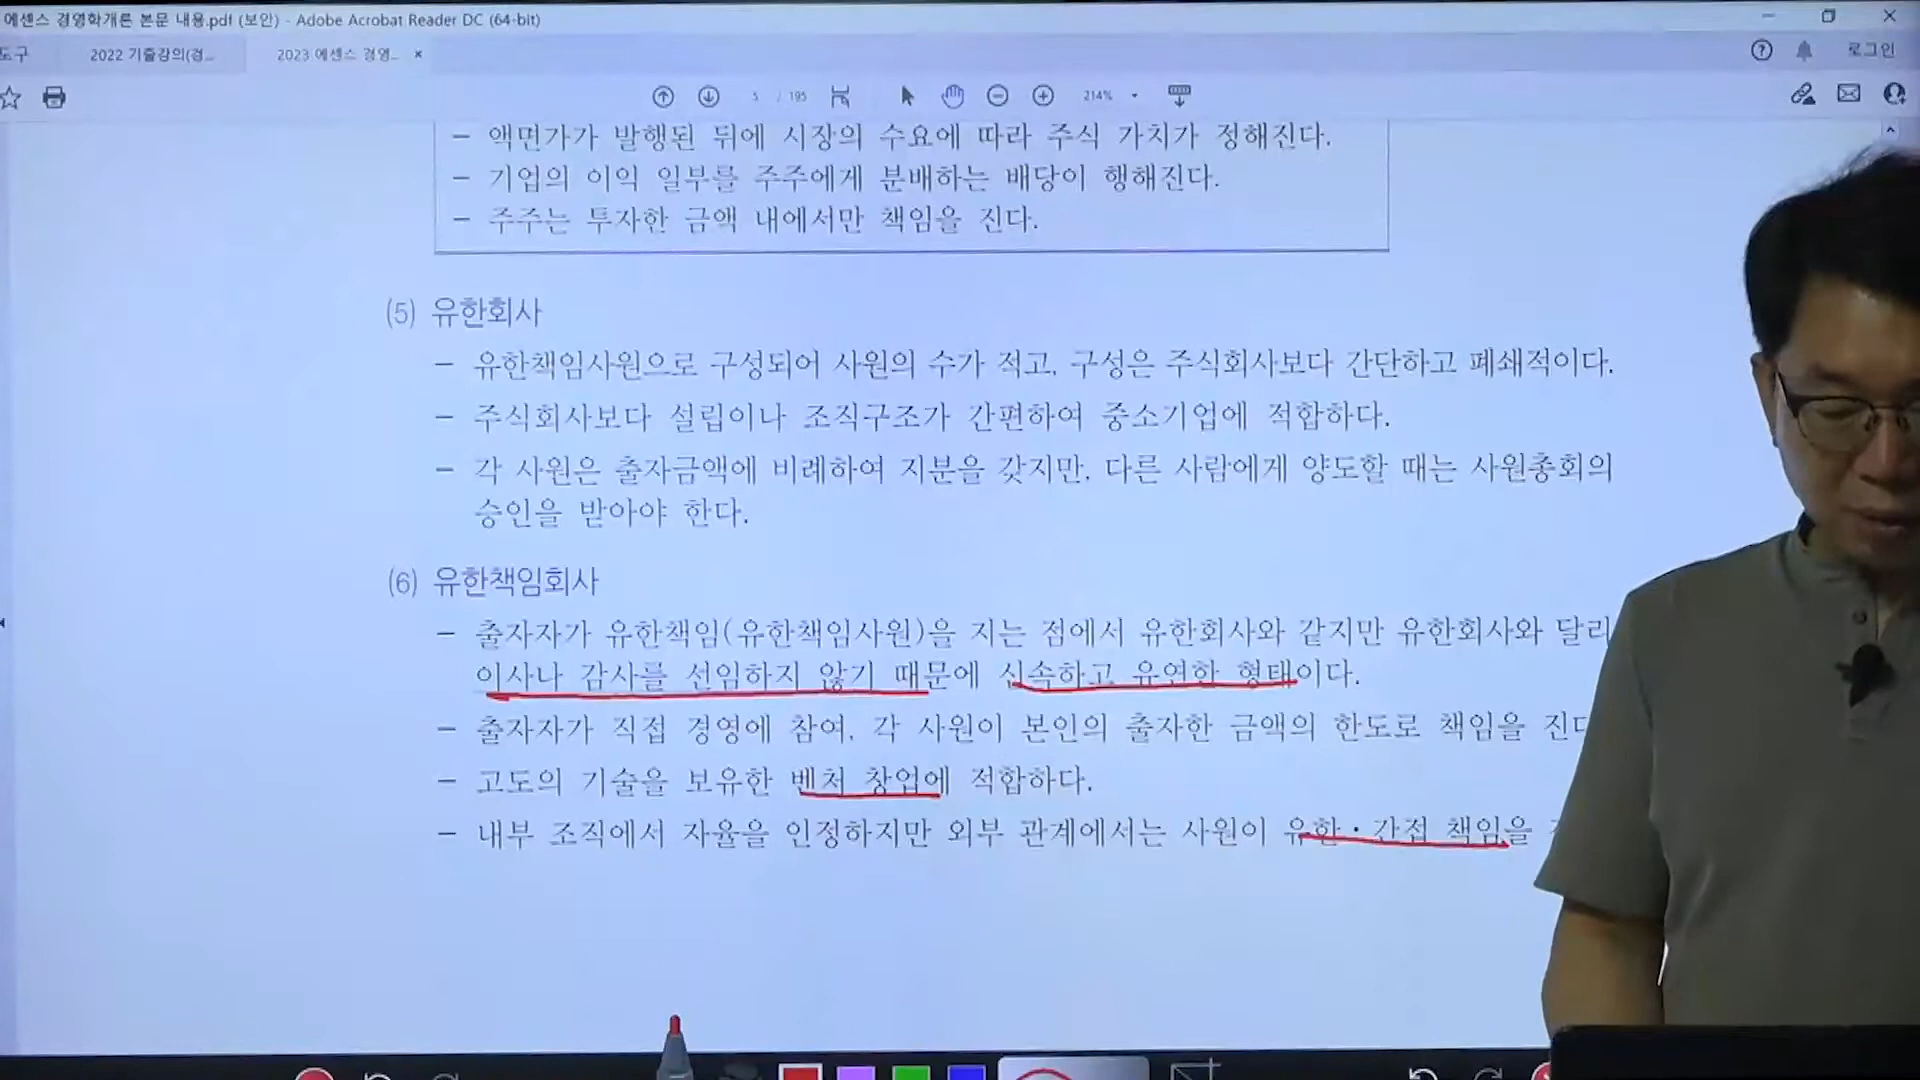 에센스 경영학개론 본문 내용.pdf (보안) - Adobe Acrobat Reader DC (64-bit)
도구
2022 기출강의(경...
2023 에센스 경영...
로그인
5 / 195
214%
- 액면가가 발행된 뒤에 시장의 수요에 따라 주식 가치가 정해진다.
- 기업의 이익 일부를 주주에게 분배하는 배당이 행해진다.
- 주주는 투자한 금액 내에서만 책임을 진다.
(5) 유한회사
- 유한책임사원으로 구성되어 사원의 수가 적고, 구성은 주식회사보다 간단하고 폐쇄적이다.
- 주식회사보다 설립이나 조직구조가 간편하여 중소기업에 적합하다.
- 각 사원은 출자금액에 비례하여 지분을 갖지만, 다른 사람에게 양도할 때는 사원총회의
승인을 받아야 한다.
(6) 유한책임회사
- 출자자가 유한책임(유한책임사원)을 지는 점에서 유한회사와 같지만 유한회사와 달리
이사나 감사를 선임하지 않기 때문에 신속하고 유연한 형태이다.
- 출자자가 직접 경영에 참여, 각 사원이 본인의 출자한 금액의 한도로 책임을 진다
- 고도의 기술을 보유한 벤처 창업에 적합하다.
- 내부 조직에서 자율을 인정하지만 외부 관계에서는 사원이 유한·간접 책임을